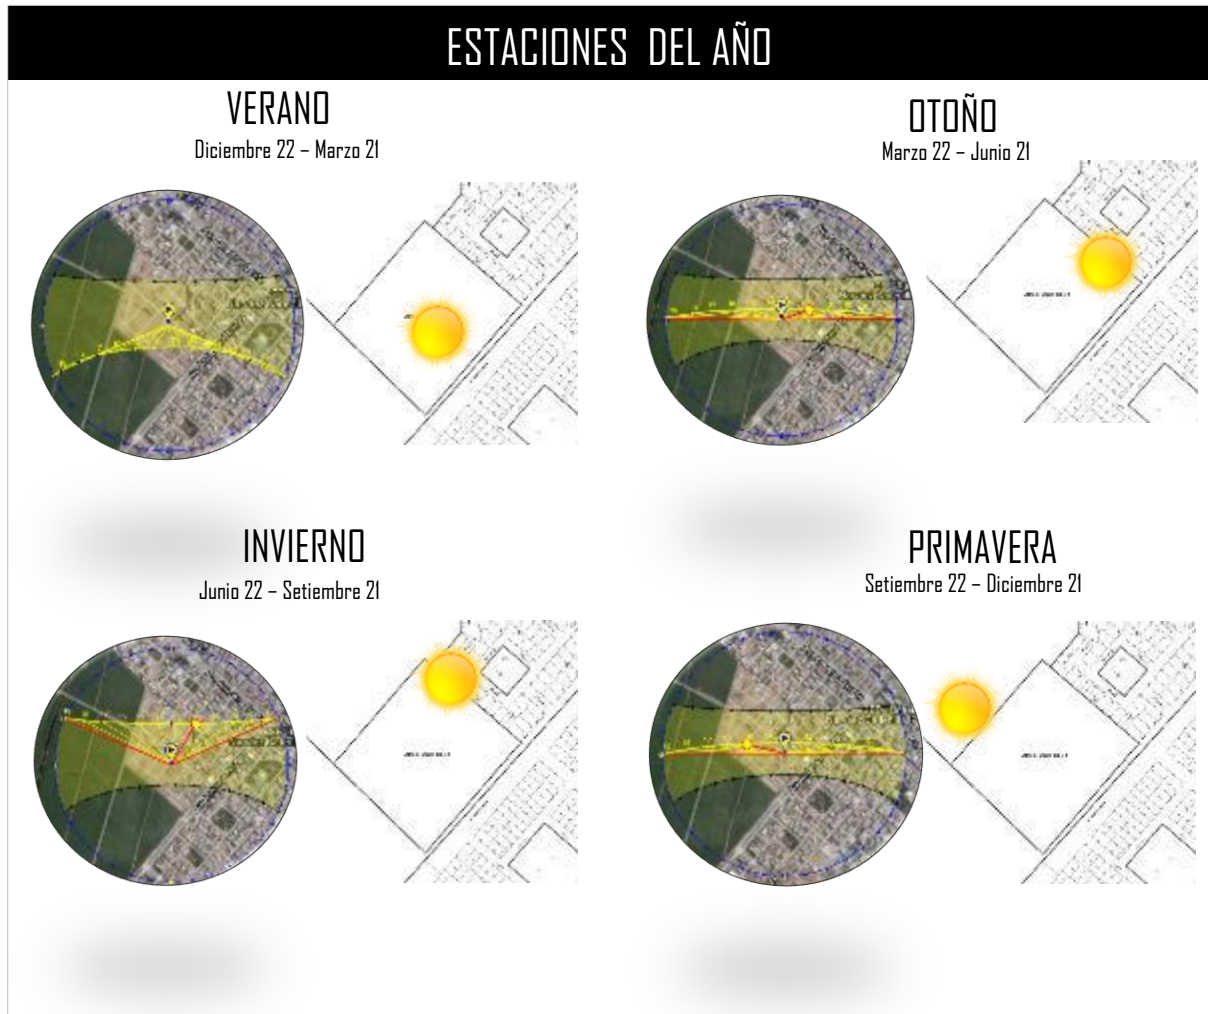 ESTACIONES DEL AÑO
VERANO
Diciembre 22 – Marzo 21
OTOÑO
Marzo 22 – Junio 21
INVIERNO
Junio 22 – Setiembre 21
PRIMAVERA
Setiembre 22 – Diciembre 21